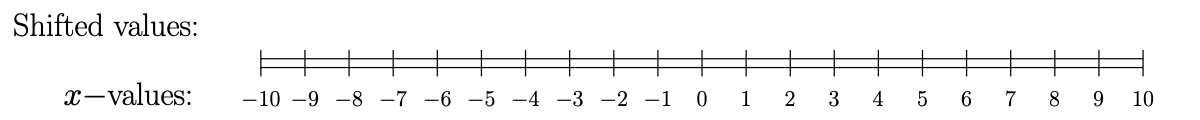 Shifted values:
x−values:
−10 −9 −8 −7 −6 −5 −4 −3 −2 −1 0 1 2 3 4 5 6 7 8 9 10